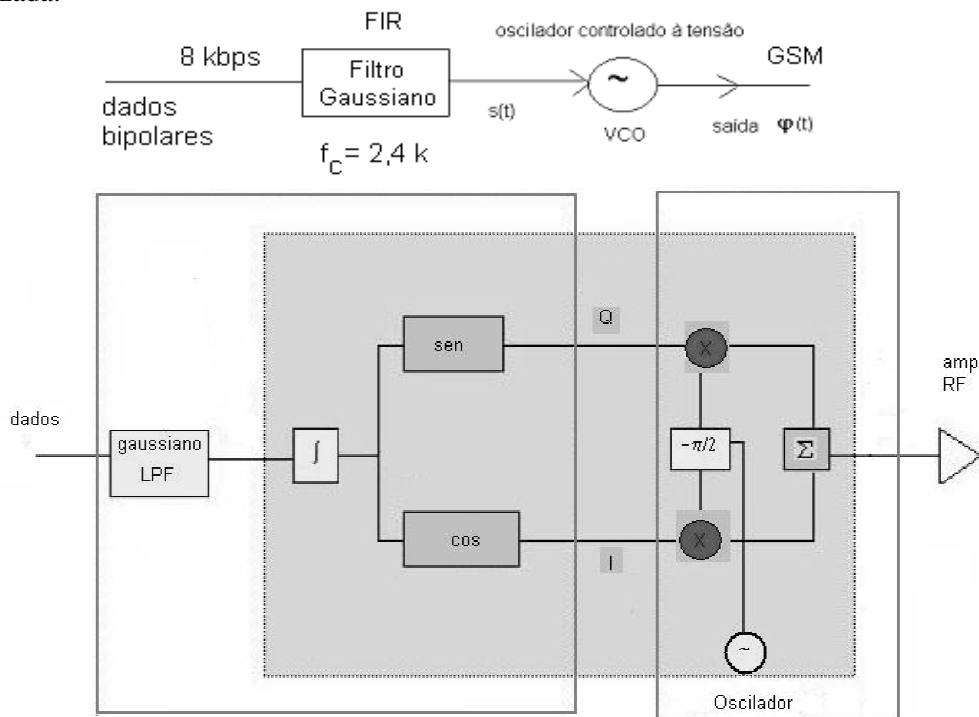 FIR
oscilador controlado à tensão
8 kbps
GSM
Filtro
Gaussiano
~
dados
bipolares
s(t)
VCO
saída φ(t)
f_c = 2,4 k
Q
sen
X
amp
RF
dados
gaussiano
LPF
∫
-π/2
Σ
cos
X
I
~
Oscilador